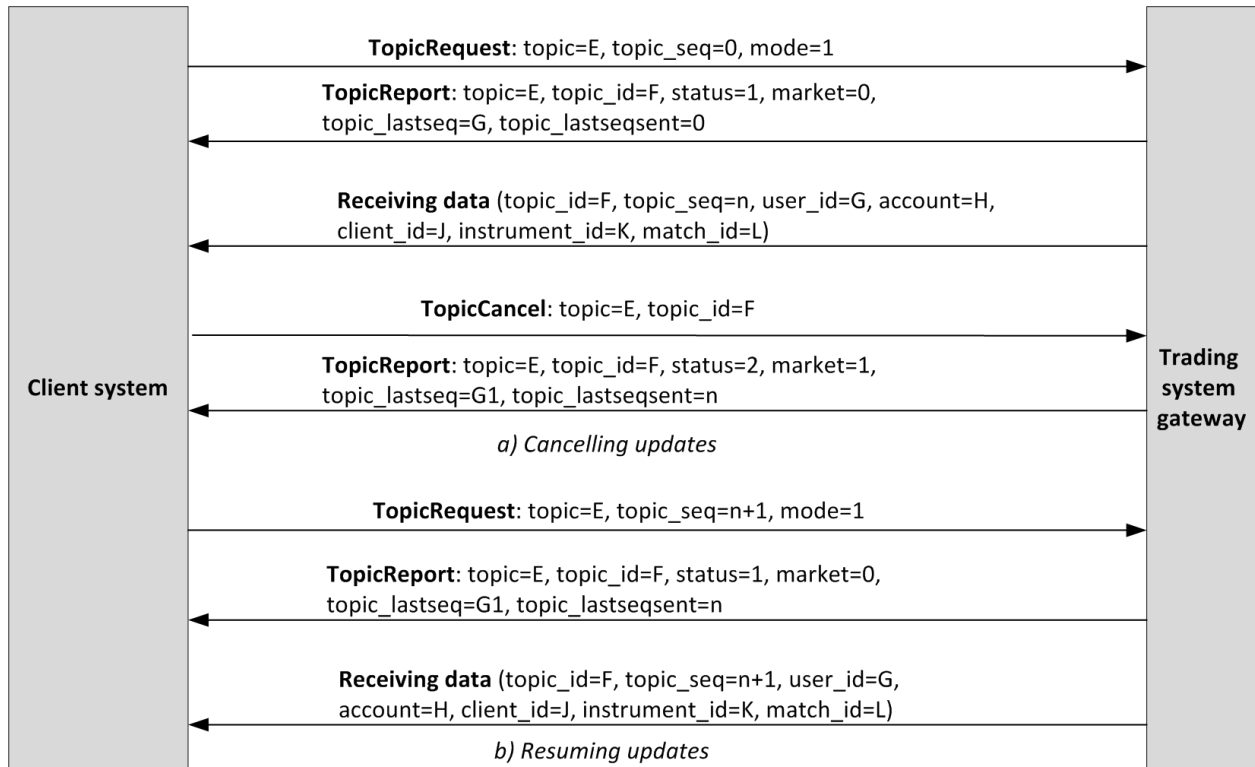 TopicRequest: topic=E, topic_seq=0, mode=1
TopicReport: topic=E, topic_id=F, status=1, market=0,
topic_lastseq=G, topic_lastseqsent=0
Receiving data (topic_id=F, topic_seq=n, user_id=G, account=H,
client_id=J, instrument_id=K, match_id=L)
TopicCancel: topic=E, topic_id=F
TopicReport: topic=E, topic_id=F, status=2, market=1,
topic_lastseq=G1, topic_lastseqsent=n
Client system
Trading
system
gateway
a) Cancelling updates
TopicRequest: topic=E, topic_seq=n+1, mode=1
TopicReport: topic=E, topic_id=F, status=1, market=0,
topic_lastseq=G1, topic_lastseqsent=n
Receiving data (topic_id=F, topic_seq=n+1, user_id=G,
account=H, client_id=J, instrument_id=K, match_id=L)
b) Resuming updates